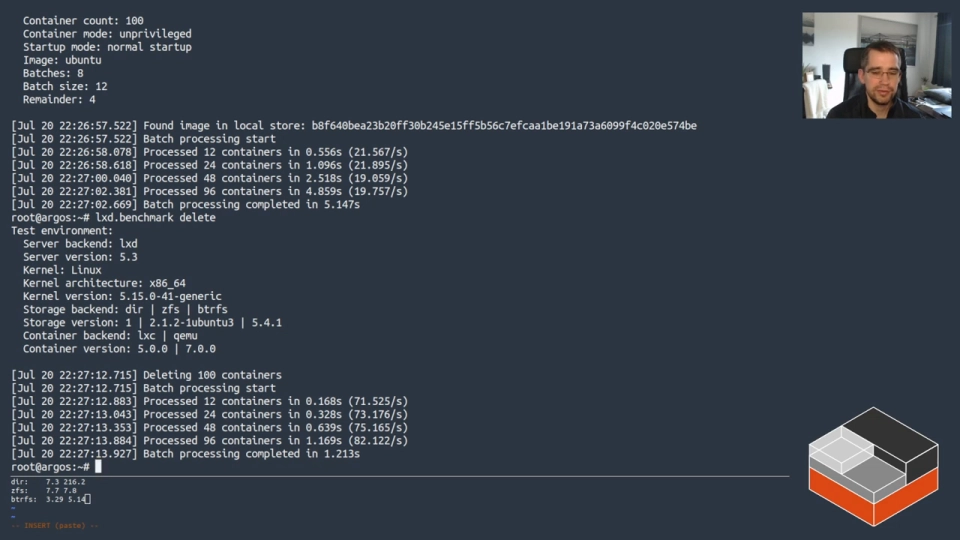 Container count: 100
Container mode: unprivileged
Startup mode: normal startup
Image: ubuntu
Batches: 8
Batch size: 12
Remainder: 4
[Jul 20 22:26:57.522] Found image in local store: b8f640bea23b20ff30b245e15ff5b56c7efcaa1be191a73a6099f4c020e574be
[Jul 20 22:26:57.522] Batch processing start
[Jul 20 22:26:58.078] Processed 12 containers in 0.556s (21.567/s)
[Jul 20 22:26:58.618] Processed 24 containers in 1.096s (21.895/s)
[Jul 20 22:27:00.040] Processed 48 containers in 2.518s (19.059/s)
[Jul 20 22:27:02.381] Processed 96 containers in 4.859s (19.757/s)
[Jul 20 22:27:02.669] Batch processing completed in 5.147s
root@argos:~# lxd.benchmark delete
Test environment:
Server backend: lxd
Server version: 5.3
Kernel: Linux
Kernel architecture: x86_64
Kernel version: 5.15.0-41-generic
Storage backend: dir | zfs | btrfs
Storage version: 1 | 2.1.2-1ubuntu3 | 5.4.1
Container backend: lxc | qemu
Container version: 5.0.0 | 7.0.0
[Jul 20 22:27:12.715] Deleting 100 containers
[Jul 20 22:27:12.715] Batch processing start
[Jul 20 22:27:12.883] Processed 12 containers in 0.168s (71.525/s)
[Jul 20 22:27:13.043] Processed 24 containers in 0.328s (73.176/s)
[Jul 20 22:27:13.353] Processed 48 containers in 0.639s (75.165/s)
[Jul 20 22:27:13.884] Processed 96 containers in 1.169s (82.122/s)
[Jul 20 22:27:13.927] Batch processing completed in 1.213s
root@argos:~#
dir: 7.3 216.2
zfs: 7.7 7.8
btrfs: 3.29 5.14
~
~
-- INSERT (paste) --